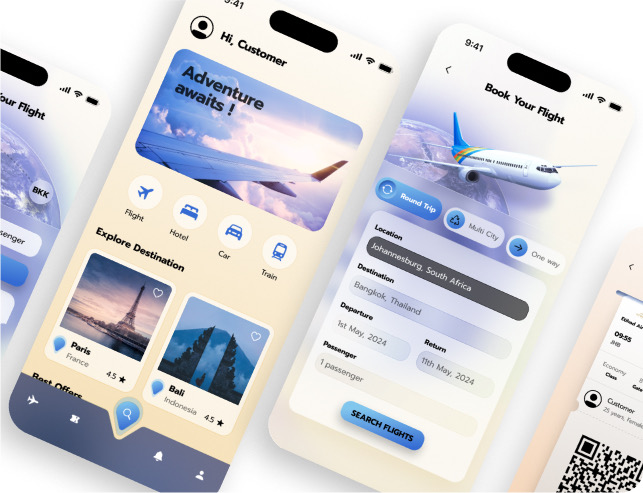 our Flight
BKK
senger
9:41
Hi, Customer
Adventure
awaits !
Flight
Hotel
Car
Train
Explore Destination
Paris
France
4.5 ★
Bali
Indonesia
4.5 ★
Best Offers
9:41
Book Your Flight
Round Trip
Multi City
One way
Location
Johannesburg, South Africa
Destination
Bangkok, Thailand
Departure
1st May, 2024
Return
11th May, 2024
Passenger
1 passenger
SEARCH FLIGHTS
09:55
JHB
Economy
Class
Gate
Customer
25 years, Female